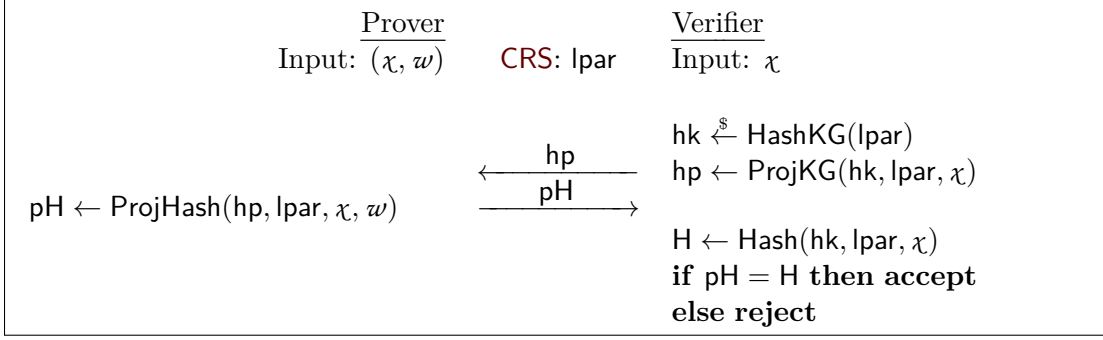 Prover Verifier
Input: (χ, w) CRS: lpar Input: χ
hk ←$ HashKG(lpar)
hp hp ← ProjKG(hk, lpar, χ)
pH ← ProjHash(hp, lpar, χ, w) pH
H ← Hash(hk, lpar, χ)
if pH = H then accept
else reject